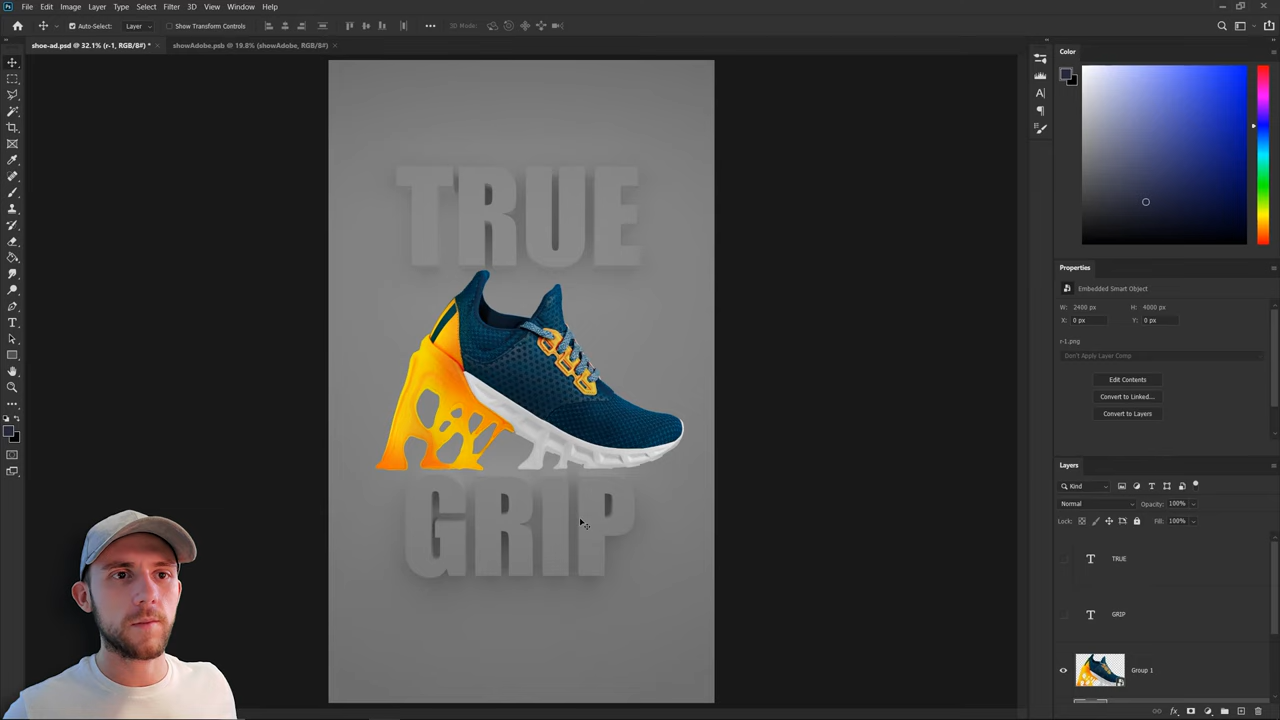 Ps File Edit Image Layer Type Select Filter 3D View Window Help
Auto-Select: Layer Show Transform Controls 3D Mode:
shoe-ad.psd @ 32.1% (r-1, RGB/8#) * × showAdobe.psb @ 19.8% (showAdobe, RGB/8#) ×
Color
TRUE
GRIP
Properties
Embedded Smart Object
W: 2400 px H: 4000 px
X: 0 px Y: 0 px
r-1.png
Don't Apply Layer Comp
Edit Contents
Convert to Linked...
Convert to Layers
Layers
Kind
Normal Opacity: 100%
Lock: Fill: 100%
T TRUE
T GRIP
Group 1